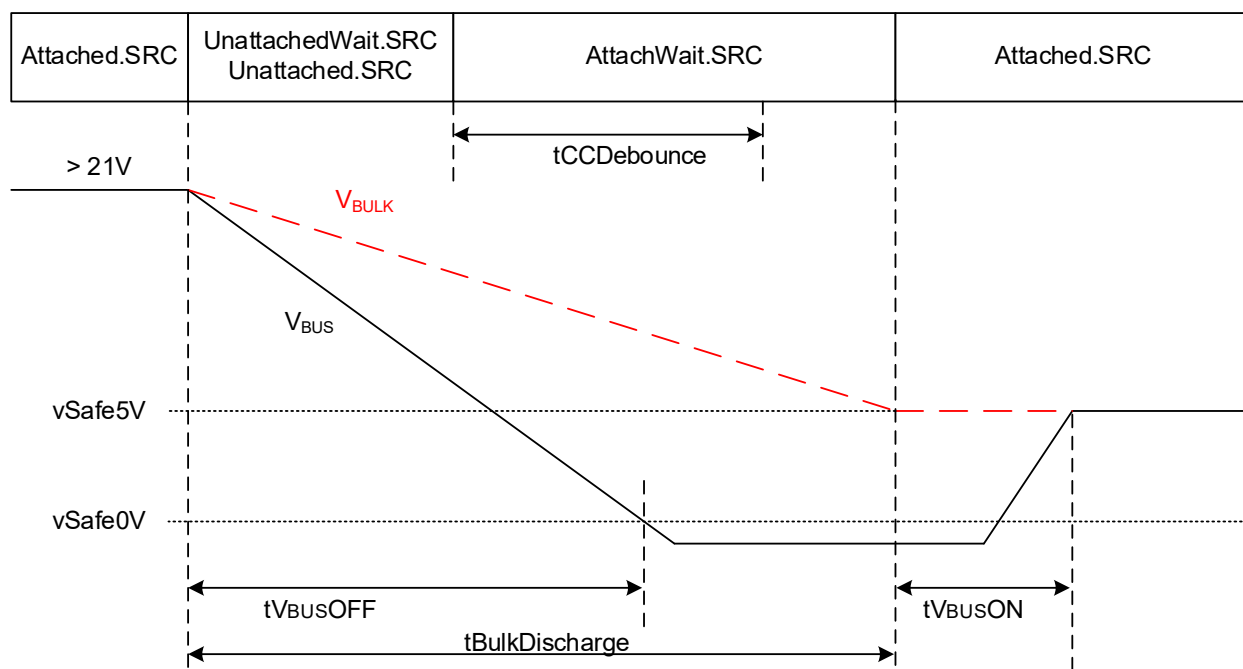 Attached.SRC
UnattachedWait.SRC
Unattached.SRC
AttachWait.SRC
Attached.SRC
tCCDebounce
> 21V
VBULK
VBUS
vSafe5V
vSafe0V
tVBUSOFF
tVBUSON
tBulkDischarge